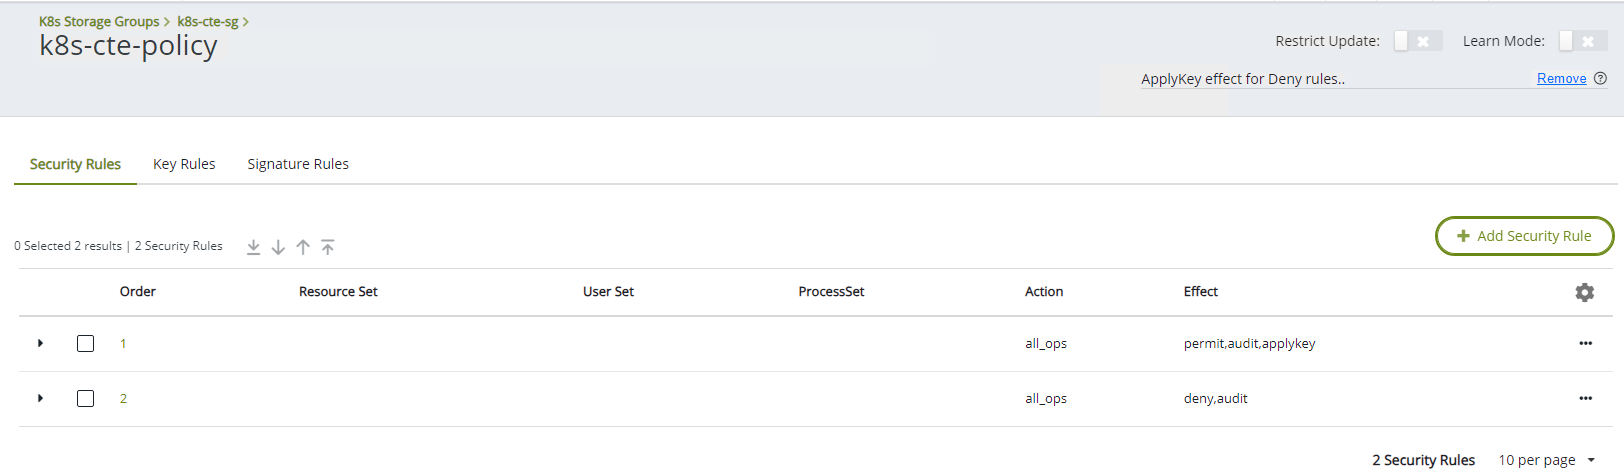 K8s Storage Groups > k8s-cte-sg >
k8s-cte-policy
Restrict Update:
Learn Mode:
ApplyKey effect for Deny rules..
Remove
Security Rules
Key Rules
Signature Rules
0 Selected 2 results | 2 Security Rules
+ Add Security Rule
Order Resource Set User Set ProcessSet Action Effect
1 all_ops permit,audit,applykey
2 all_ops deny,audit
2 Security Rules 10 per page